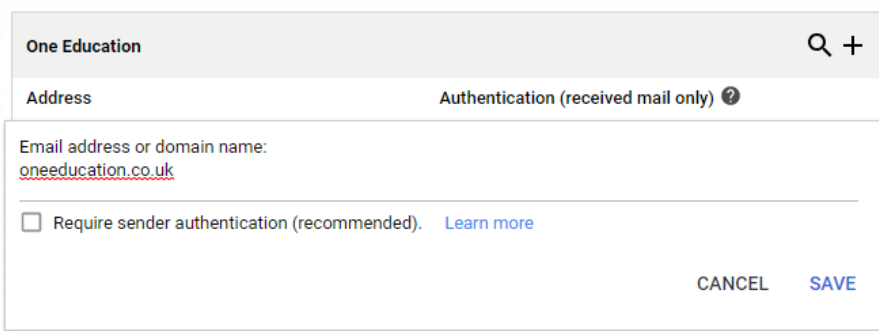 One Education
Address Authentication (received mail only) ?
Email address or domain name:
oneeducation.co.uk
Require sender authentication (recommended). Learn more
CANCEL SAVE